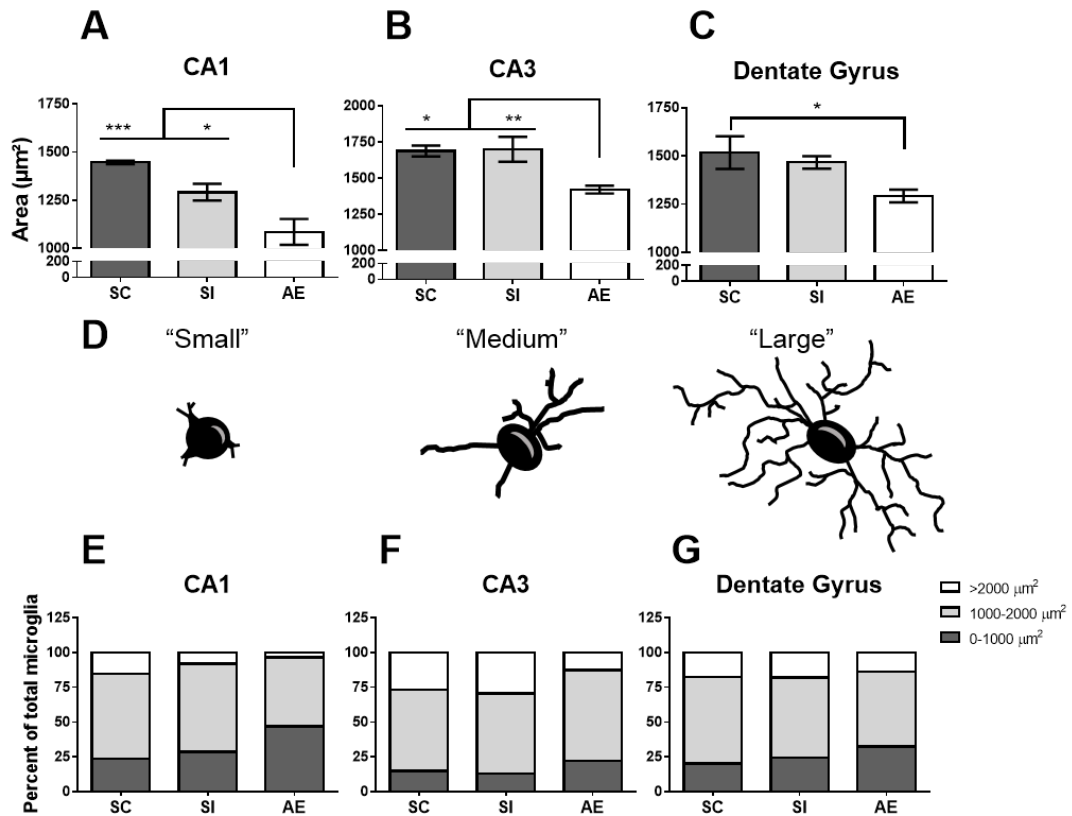 A
CA1
Area (µm²)
1750
1500
1250
1000
200
0
***
*
SC
SI
AE
B
CA3
2000
1750
1500
1250
1000
200
0
*
**
SC
SI
AE
C
Dentate Gyrus
1750
1500
1250
1000
200
0
*
SC
SI
AE
D
“Small”
“Medium”
“Large”
E
CA1
Percent of total microglia
125
100
75
50
25
0
SC
SI
AE
F
CA3
125
100
75
50
25
0
SC
SI
AE
G
Dentate Gyrus
125
100
75
50
25
0
SC
SI
AE
>2000 µm²
1000-2000 µm²
0-1000 µm²